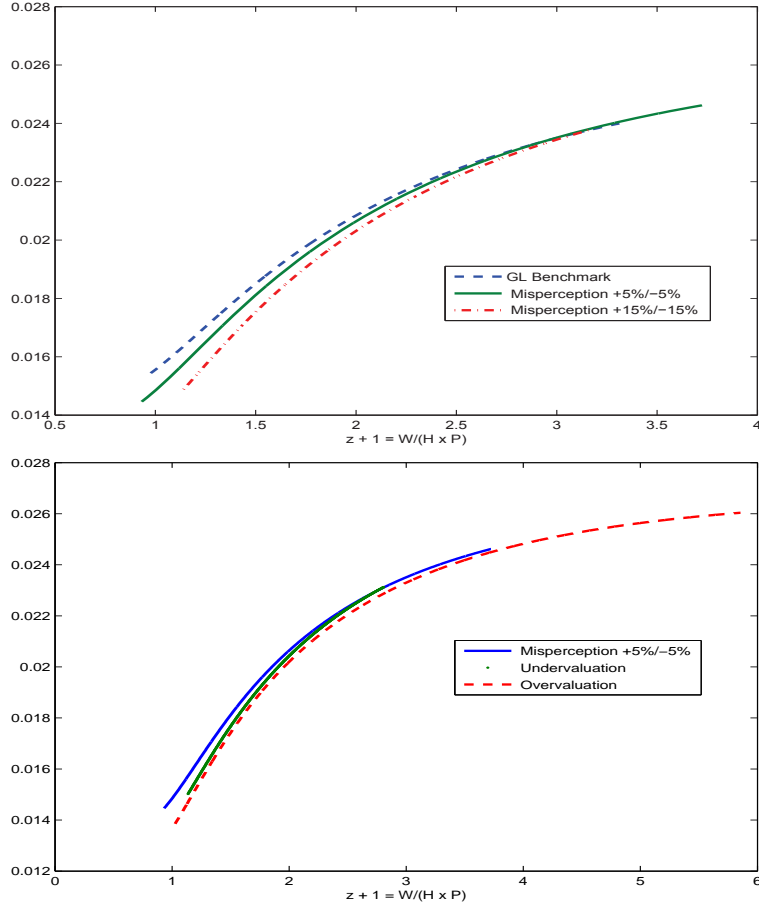 0.028
0.026
0.024
0.022
0.02
0.018
0.016
0.014
GL Benchmark
Misperception +5%/−5%
Misperception +15%/−15%
0.5 1 1.5 2 2.5 3 3.5 4
z + 1 = W/(H x P)
0.028
0.026
0.024
0.022
0.02
0.018
0.016
0.014
0.012
Misperception +5%/−5%
Undervaluation
Overvaluation
0 1 2 3 4 5 6
z + 1 = W/(H x P)